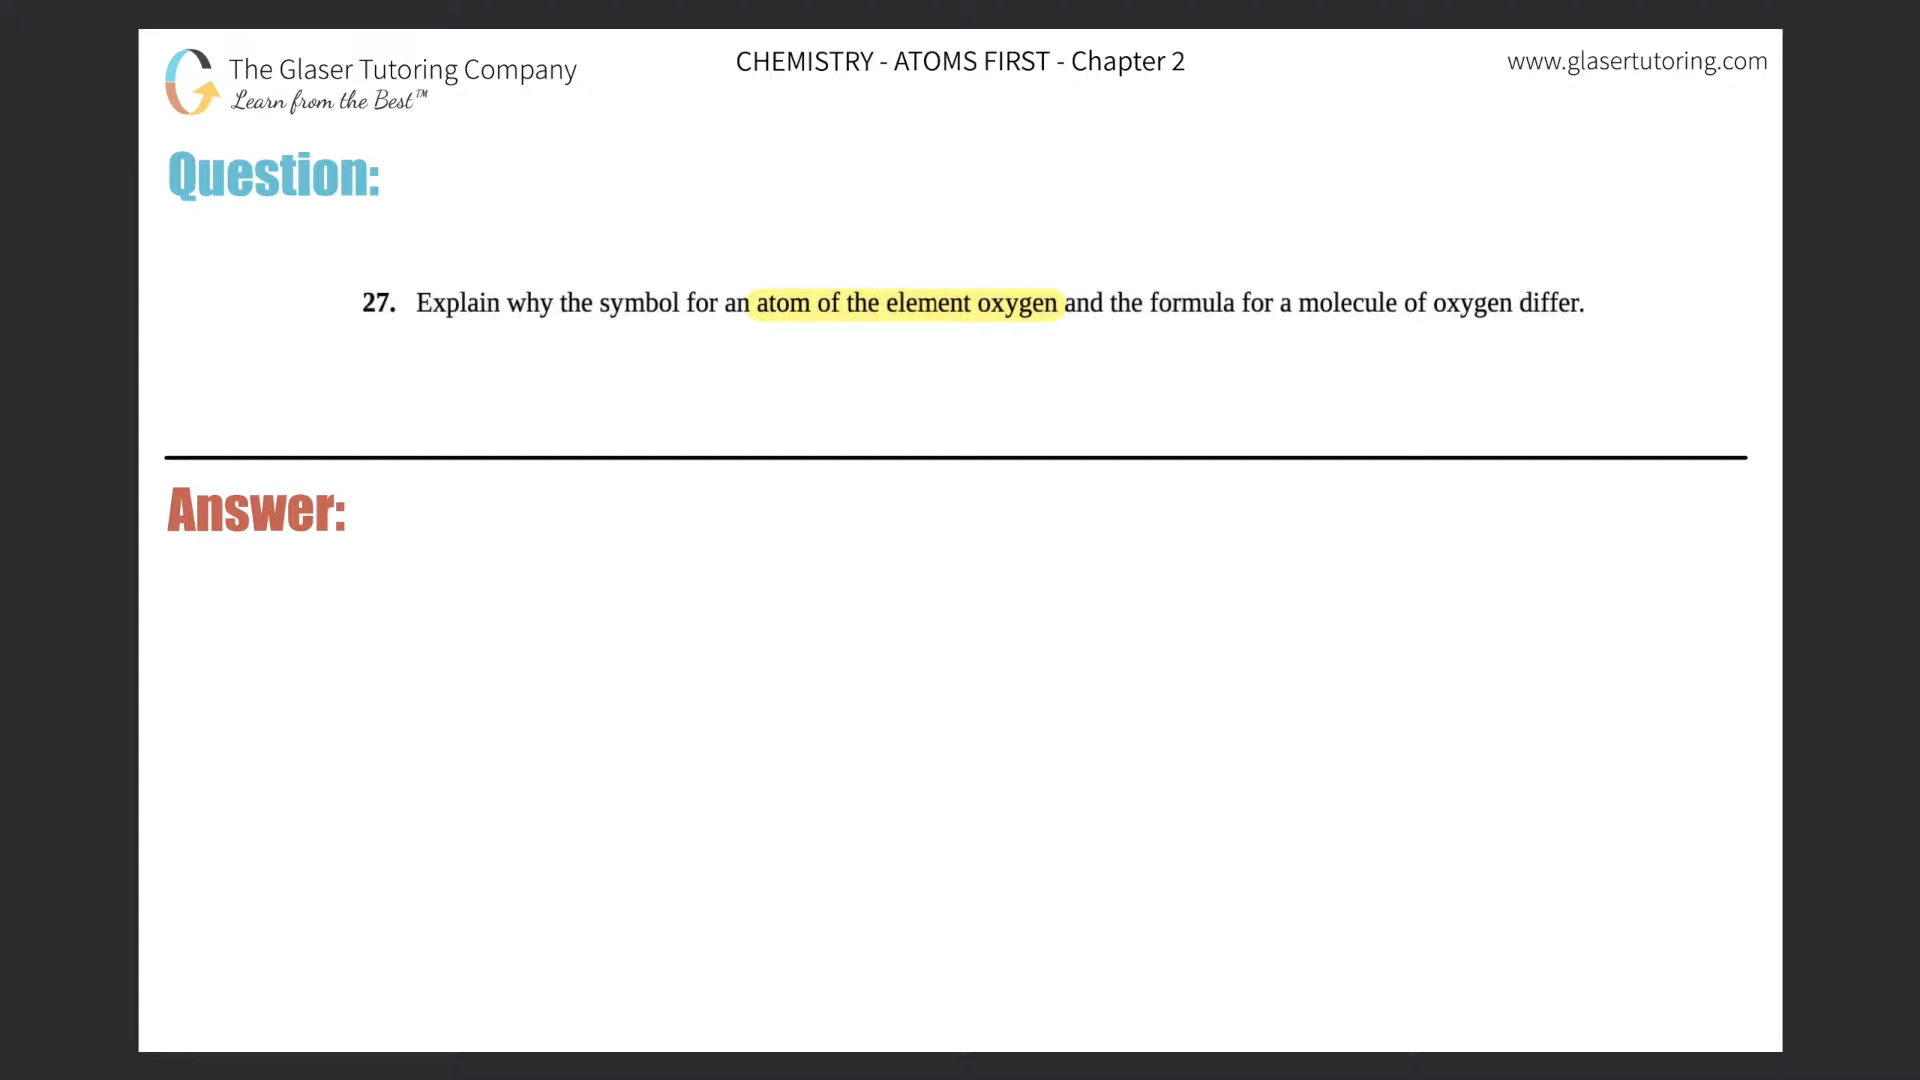 The Glaser Tutoring Company
Learn from the Best™
CHEMISTRY - ATOMS FIRST - Chapter 2
www.glasertutoring.com
Question:
27. Explain why the symbol for an atom of the element oxygen and the formula for a molecule of oxygen differ.
Answer: